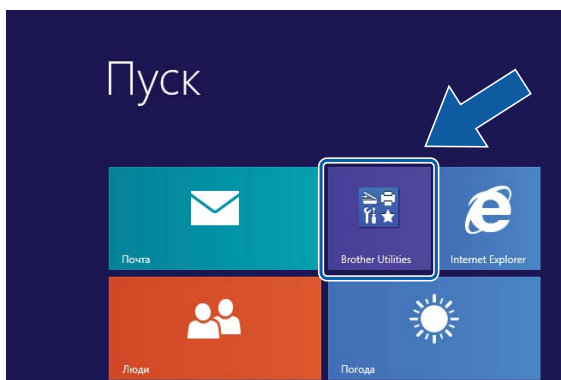 Пуск
Почта
Brother Utilities
Internet Explorer
Люди
Погода